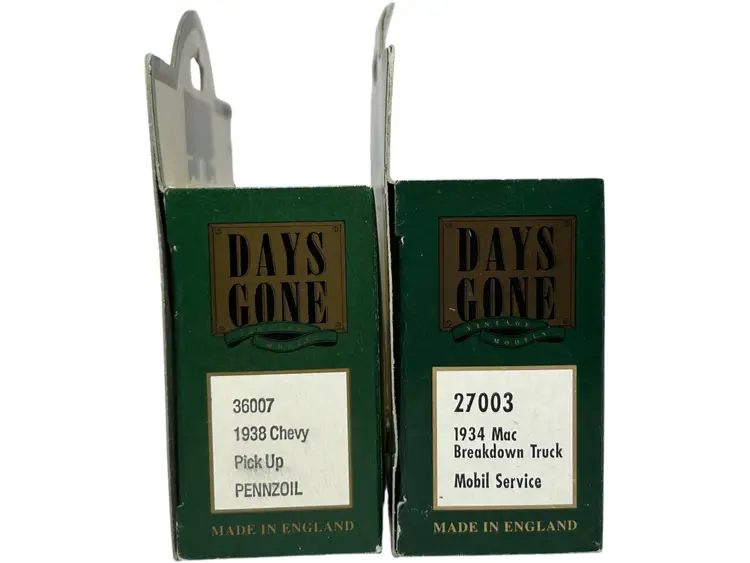 DAYS
GONE
36007
1938 Chevy
Pick Up
PENNZOIL
MADE IN ENGLAND
DAYS
GONE
VINTAGE
MODELS
27003
1934 Mac
Breakdown Truck
Mobil Service
MADE IN ENGLAND